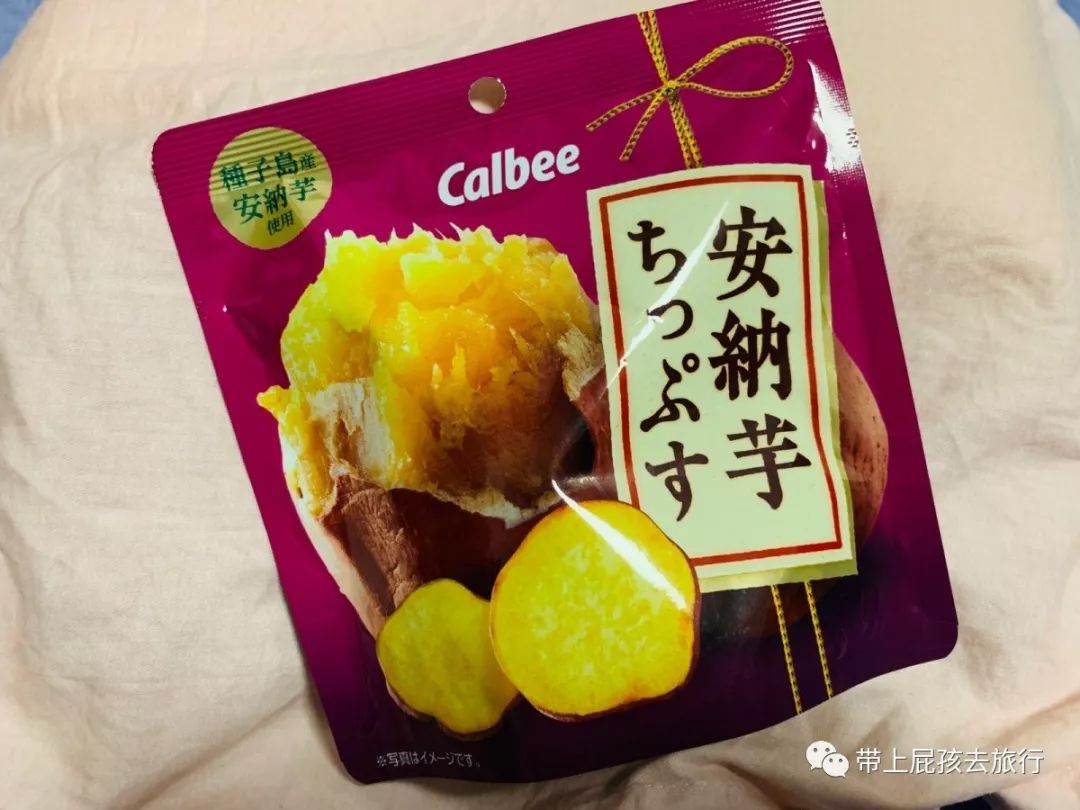 種子島産
安納芋
使用
Calbee
安納芋
ちっぷす
※写真はイメージです。
带上屁孩去旅行